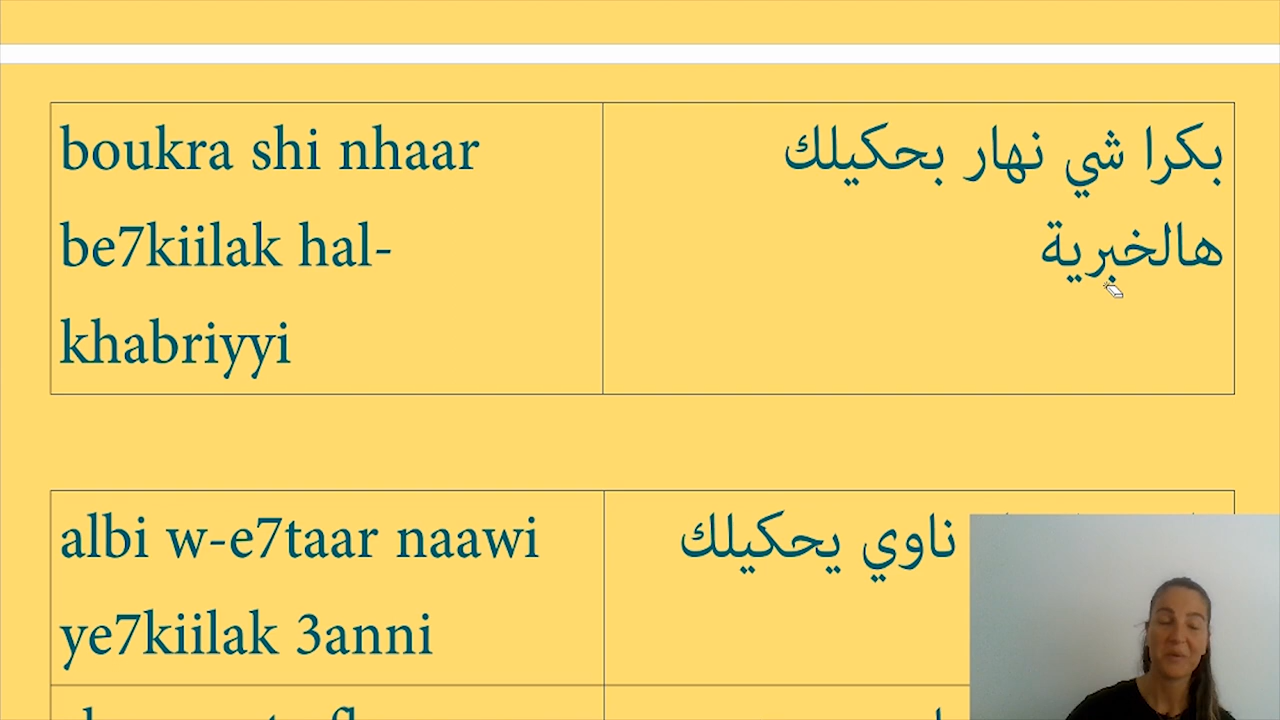 boukra shi nhaar
be7kiilak hal-
khabriyyi
بكرا شي نهار بحكيلك
هالخبرية
albi w-e7taar naawi
ye7kiilak 3anni
ناوي يحكيلك